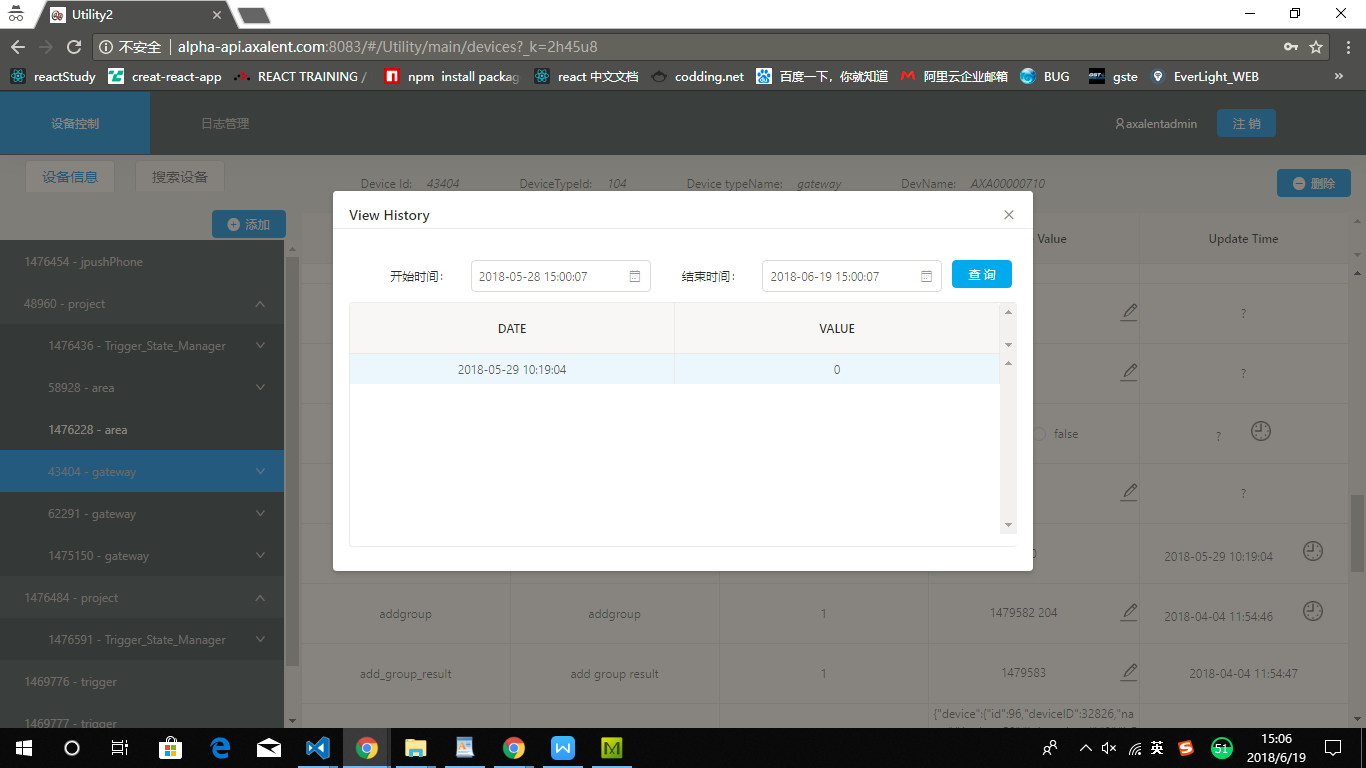 Utility2
不安全 alpha-api.axalent.com:8083/#/Utility/main/devices?_k=2h45u8
reactStudy creat-react-app REACT TRAINING / npm install packag react 中文文档 codding.net 百度一下，你就知道 阿里云企业邮箱 BUG gste EverLight_WEB »
设备控制 日志管理 axalentadmin 注 销
设备信息 搜索设备 Device Id: 43404 DeviceTypeId: 104 Device typeName: gateway DevName: AXA00000710 删除
添加
View History
Value Update Time
1476454 - jpushPhone
开始时间： 2018-05-28 15:00:07 结束时间： 2018-06-19 15:00:07 查 询
48960 - project
?
DATE VALUE
1476436 - Trigger_State_Manager
2018-05-29 10:19:04 0
?
58928 - area
1476228 - area
false ?
43404 - gateway
?
62291 - gateway
1475150 - gateway
0 2018-05-29 10:19:04
1476484 - project
addgroup addgroup 1 1479582 204 2018-04-04 11:54:46
1476591 - Trigger_State_Manager
1469776 - trigger
add_group_result add group result 1 1479583 2018-04-04 11:54:47
1469777 - trigger
{"device":{"id":96,"deviceID":32826,"na
英 51 15:06
2018/6/19